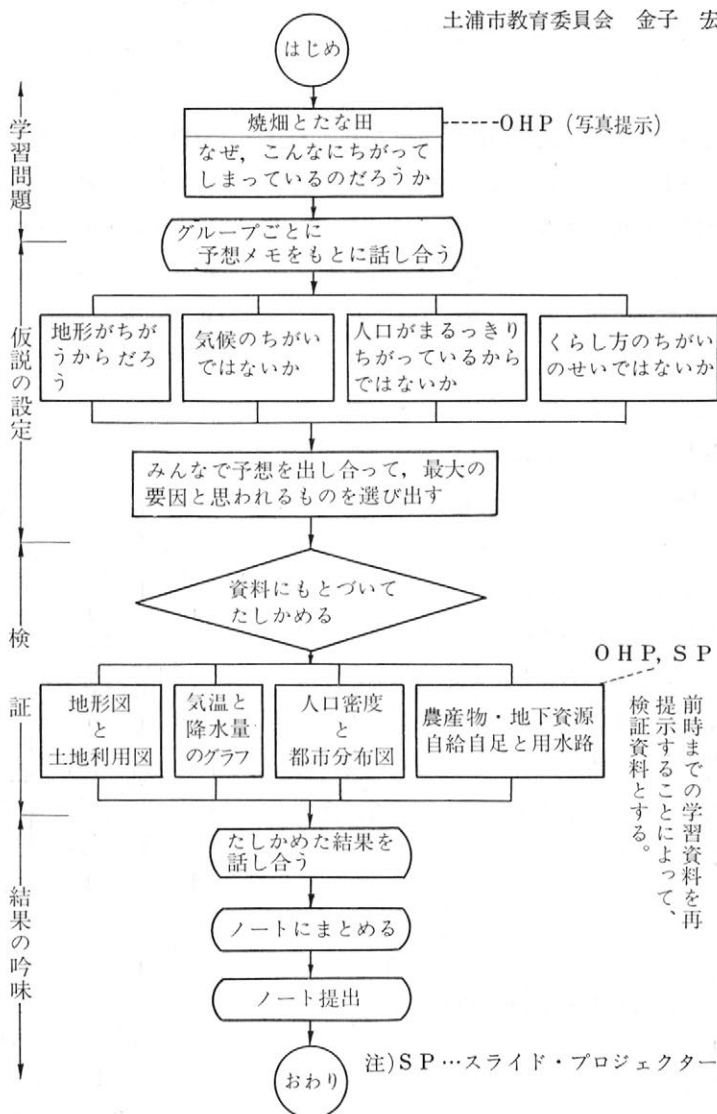 土浦市教育委員会　金子　宏
はじめ
学習問題
焼畑とたな田
なぜ，こんなにちがって
しまっているのだろうか
OHP（写真提示）
グループごとに
予想メモをもとに話し合う
仮説の設定
地形がちが
うからだろ
う
気候のちがい
ではないか
人口がまるっきり
ちがっているから
ではないか
くらし方のちがい
のせいではないか
みんなで予想を出し合って，最大の
要因と思われるものを選び出す
検証
資料にもとづいて
たしかめる
OHP, SP
地形図
と
土地利用図
気温と
降水量
のグラフ
人口密度
と
都市分布図
農産物・地下資源
自給自足と用水路
前時までの学習資料を再
提示することによって、
検証資料とする。
結果の吟味
たしかめた結果を
話し合う
ノートにまとめる
ノート提出
おわり
注)SP…スライド・プロジェクター